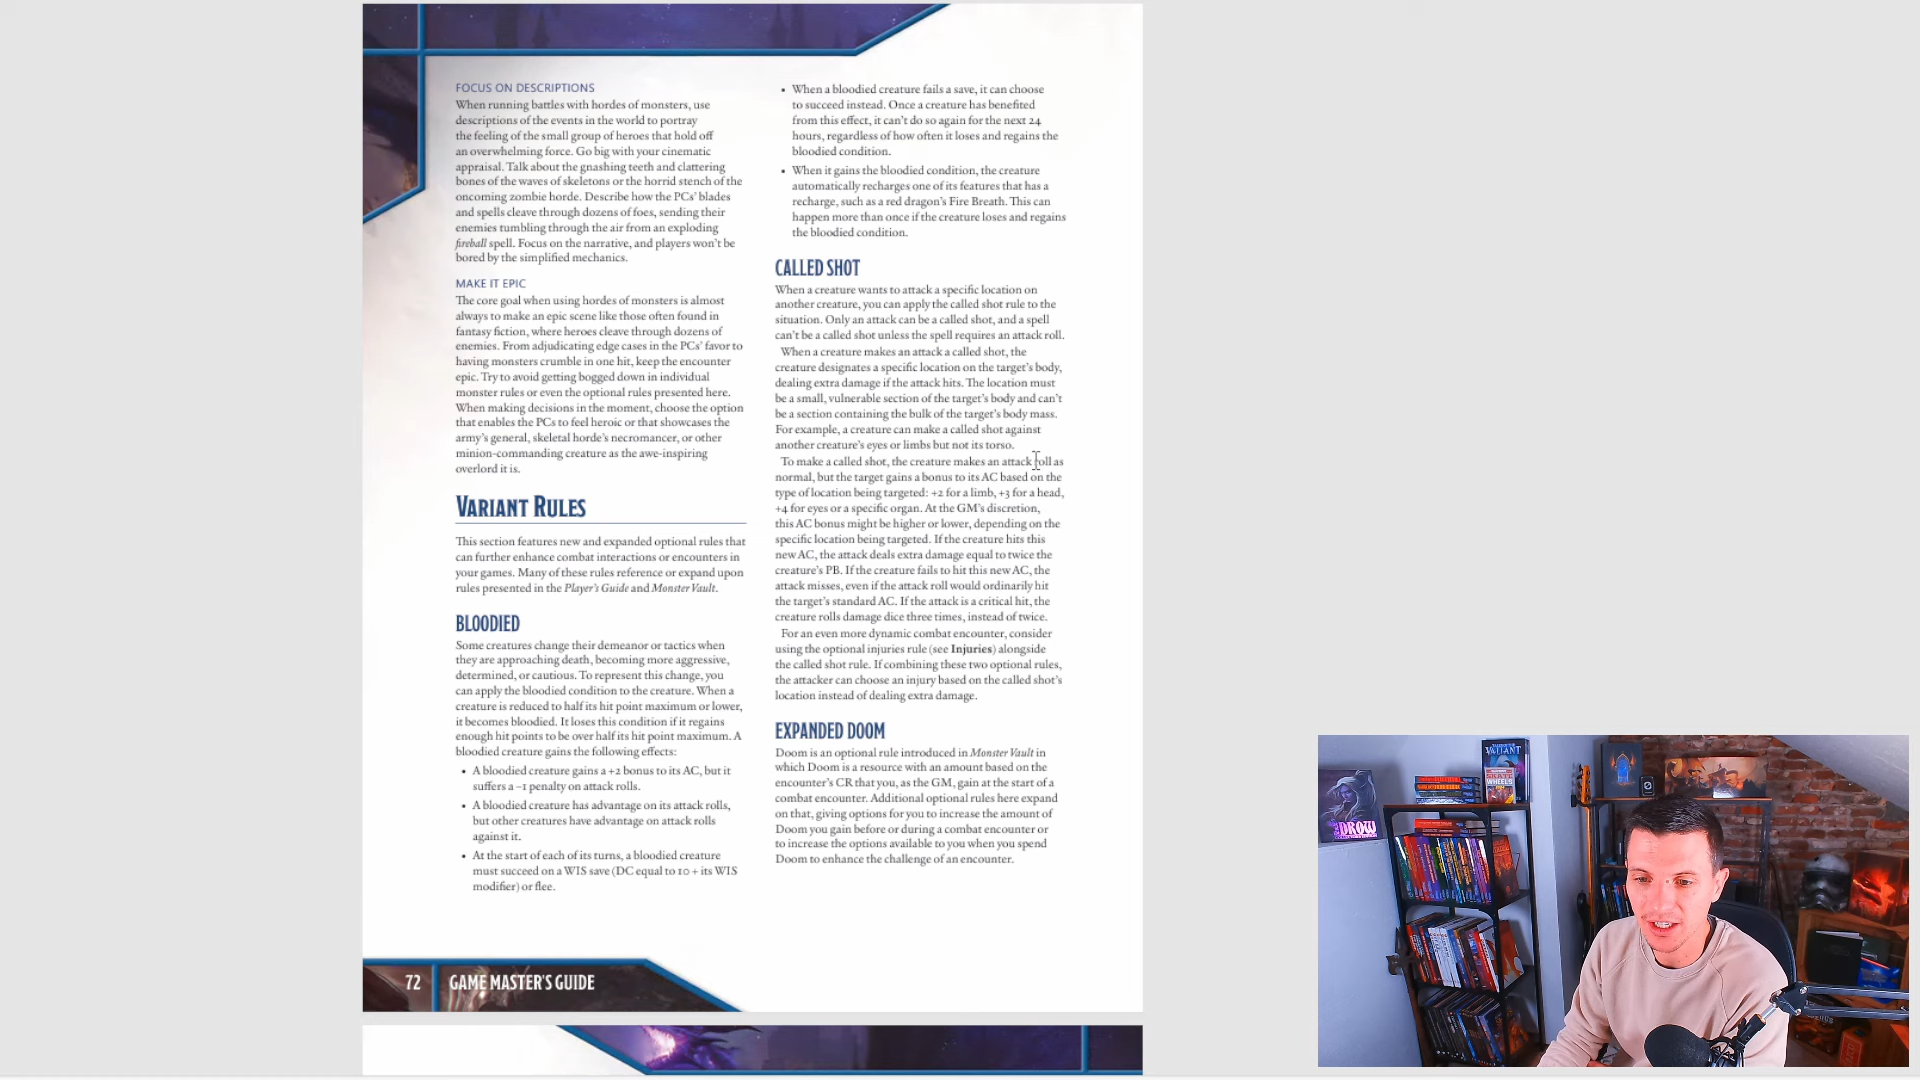 FOCUS ON DESCRIPTIONS
When running battles with hordes of monsters, use
descriptions of the events in the world to portray
the feeling of the small group of heroes that hold off
an overwhelming force. Go big with your cinematic
appraisal. Talk about the gnashing teeth and clattering
bones of the waves of skeletons or the horrid stench of the
oncoming zombie horde. Describe how the PCs' blades
and spells cleave through dozens of foes, sending their
enemies tumbling through the air from an exploding
fireball spell. Focus on the narrative, and players won't be
bored by the simplified mechanics.
MAKE IT EPIC
The core goal when using hordes of monsters is almost
always to make an epic scene like those often found in
fantasy fiction, where heroes cleave through dozens of
enemies. From adjudicating edge cases in the PCs' favor to
having monsters crumble in one hit, keep the encounter
epic. Try to avoid getting bogged down in individual
monster rules or even the optional rules presented here.
When making decisions in the moment, choose the option
that enables the PCs to feel heroic or that showcases the
army's general, skeletal horde's necromancer, or other
minion-commanding creature as the awe-inspiring
overlord it is.
VARIANT RULES
This section features new and expanded optional rules that
can further enhance combat interactions or encounters in
your games. Many of these rules reference or expand upon
rules presented in the Player's Guide and Monster Vault.
BLOODIED
Some creatures change their demeanor or tactics when
they are approaching death, becoming more aggressive,
determined, or cautious. To represent this change, you
can apply the bloodied condition to the creature. When a
creature is reduced to half its hit point maximum or lower,
it becomes bloodied. It loses this condition if it regains
enough hit points to be over half its hit point maximum. A
bloodied creature gains the following effects:
• A bloodied creature gains a +2 bonus to its AC, but it
suffers a –1 penalty on attack rolls.
• A bloodied creature has advantage on its attack rolls,
but other creatures have advantage on attack rolls
against it.
• At the start of each of its turns, a bloodied creature
must succeed on a WIS save (DC equal to 10 + its WIS
modifier) or flee.
• When a bloodied creature fails a save, it can choose
to succeed instead. Once a creature has benefited
from this effect, it can't do so again for the next 24
hours, regardless of how often it loses and regains the
bloodied condition.
• When it gains the bloodied condition, the creature
automatically recharges one of its features that has a
recharge, such as a red dragon's Fire Breath. This can
happen more than once if the creature loses and regains
the bloodied condition.
CALLED SHOT
When a creature wants to attack a specific location on
another creature, you can apply the called shot rule to the
situation. Only an attack can be a called shot, and a spell
can't be a called shot unless the spell requires an attack roll.
When a creature makes an attack a called shot, the
creature designates a specific location on the target's body,
dealing extra damage if the attack hits. The location must
be a small, vulnerable section of the target's body and can't
be a section containing the bulk of the target's body mass.
For example, a creature can make a called shot against
another creature's eyes or limbs but not its torso.
To make a called shot, the creature makes an attack roll as
normal, but the target gains a bonus to its AC based on the
type of location being targeted: +2 for a limb, +3 for a head,
+4 for eyes or a specific organ. At the GM's discretion,
this AC bonus might be higher or lower, depending on the
specific location being targeted. If the creature hits this
new AC, the attack deals extra damage equal to twice the
creature's PB. If the creature fails to hit this new AC, the
attack misses, even if the attack roll would ordinarily hit
the target's standard AC. If the attack is a critical hit, the
creature rolls damage dice three times, instead of twice.
For an even more dynamic combat encounter, consider
using the optional injuries rule (see Injuries) alongside
the called shot rule. If combining these two optional rules,
the attacker can choose an injury based on the called shot's
location instead of dealing extra damage.
EXPANDED DOOM
Doom is an optional rule introduced in Monster Vault in
which Doom is a resource with an amount based on the
encounter's CR that you, as the GM, gain at the start of a
combat encounter. Additional optional rules here expand
on that, giving options for you to increase the amount of
Doom you gain before or during a combat encounter or
to increase the options available to you when you spend
Doom to enhance the challenge of an encounter.
72 GAME MASTER'S GUIDE
DROW
VALIANT
SKATE
WHEELS